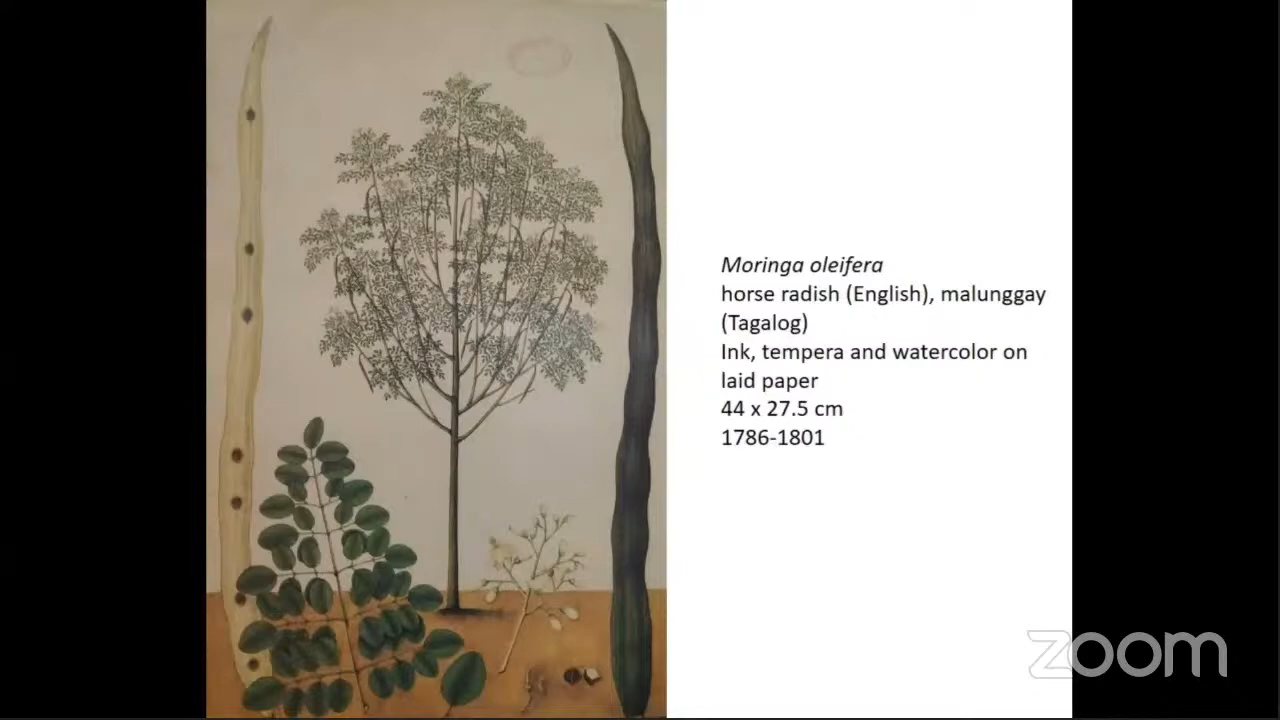 Moringa oleifera
horse radish (English), malunggay
(Tagalog)
Ink, tempera and watercolor on
laid paper
44 x 27.5 cm
1786-1801
zoom